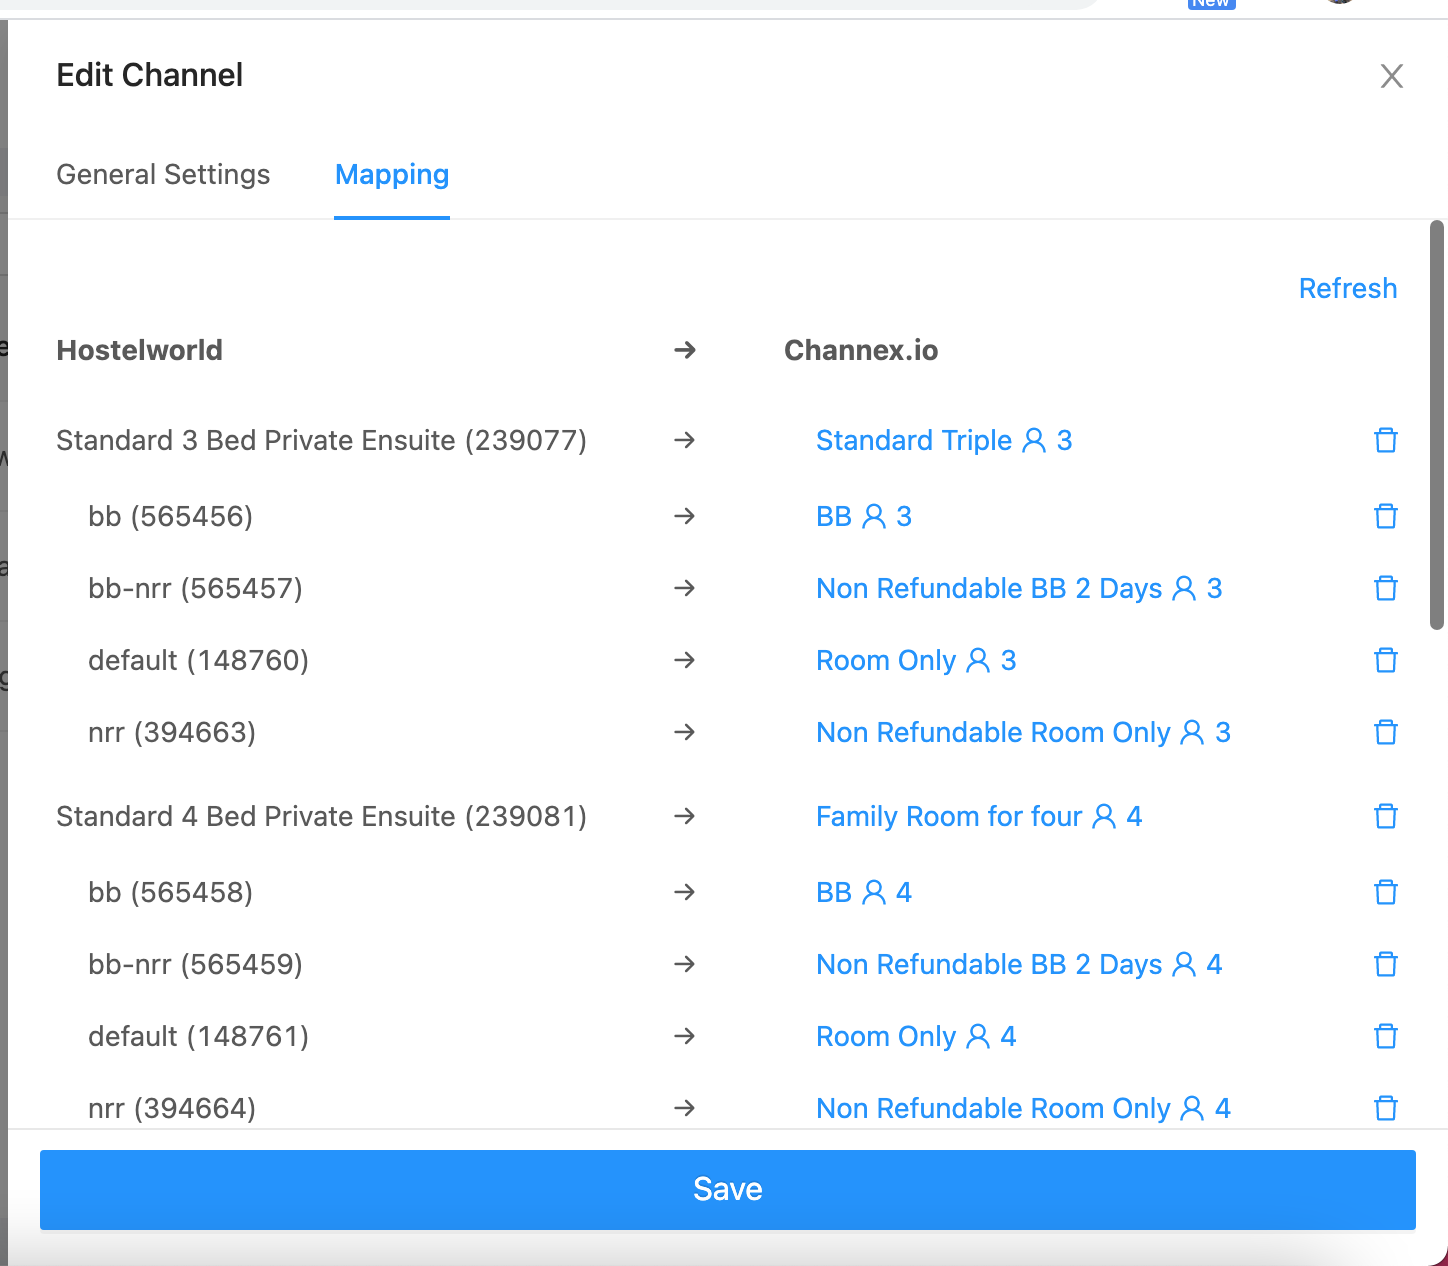 New
Edit Channel
General Settings Mapping
Refresh
Hostelworld → Channex.io
Standard 3 Bed Private Ensuite (239077) → Standard Triple 3
bb (565456) → BB 3
bb-nrr (565457) → Non Refundable BB 2 Days 3
default (148760) → Room Only 3
nrr (394663) → Non Refundable Room Only 3
Standard 4 Bed Private Ensuite (239081) → Family Room for four 4
bb (565458) → BB 4
bb-nrr (565459) → Non Refundable BB 2 Days 4
default (148761) → Room Only 4
nrr (394664) → Non Refundable Room Only 4
Save